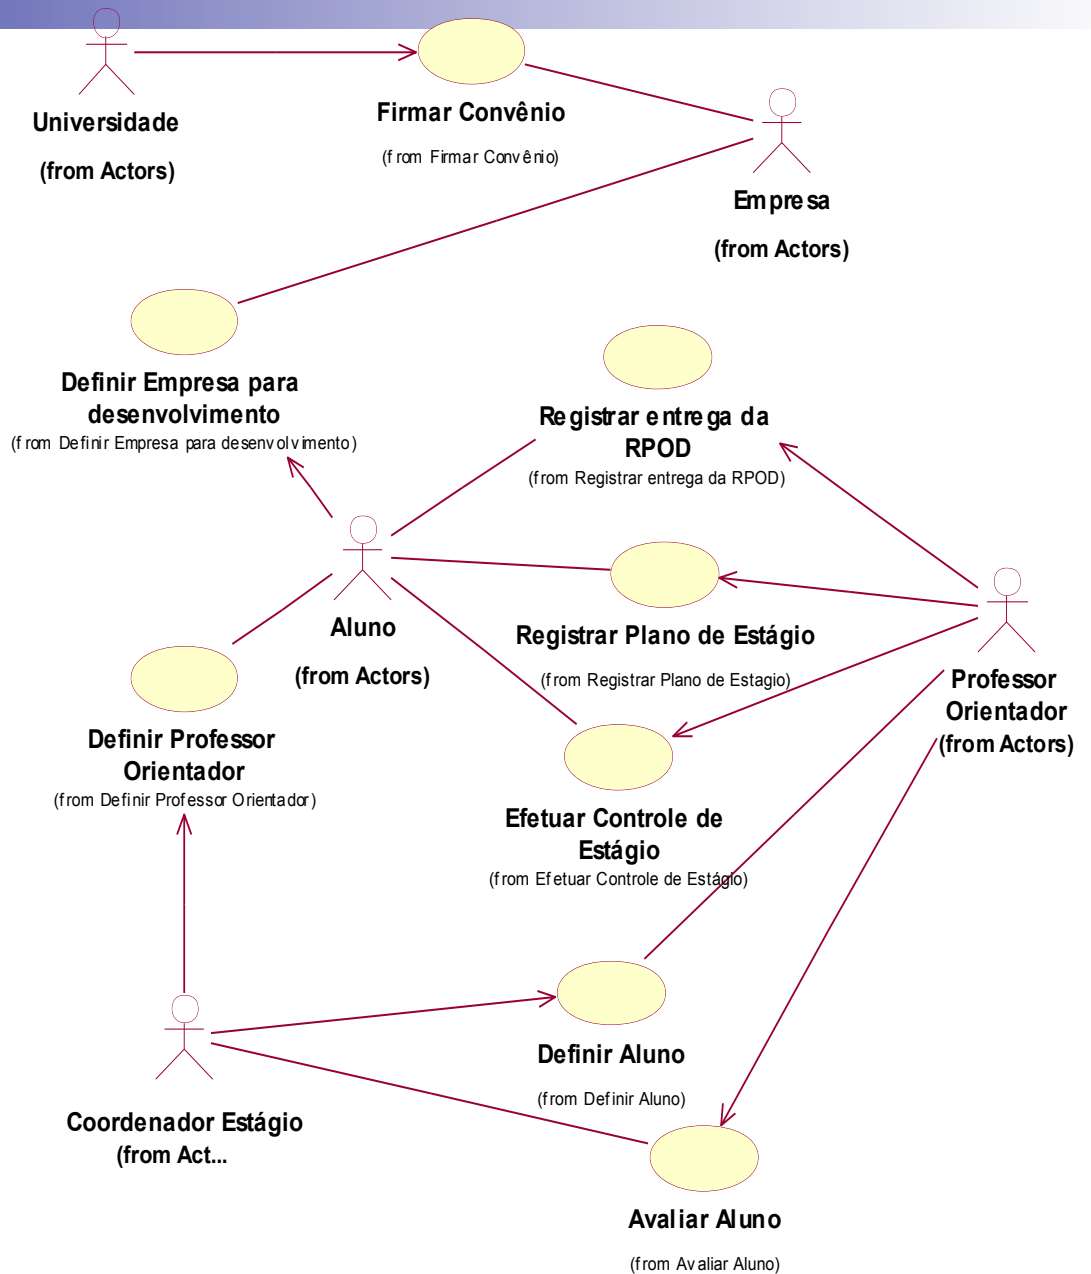 Universidade
(from Actors)
Firmar Convênio
(from Firmar Convênio)
Empresa
(from Actors)
Definir Empresa para
desenvolvimento
(from Definir Empresa para desenvolvimento)
Registrar entrega da
RPOD
(from Registrar entrega da RPOD)
Aluno
(from Actors)
Registrar Plano de Estágio
(from Registrar Plano de Estagio)
Professor
Orientador
(from Actors)
Definir Professor
Orientador
(from Definir Professor Orientador)
Efetuar Controle de
Estágio
(from Efetuar Controle de Estágio)
Definir Aluno
(from Definir Aluno)
Coordenador Estágio
(from Act...
Avaliar Aluno
(from Avaliar Aluno)